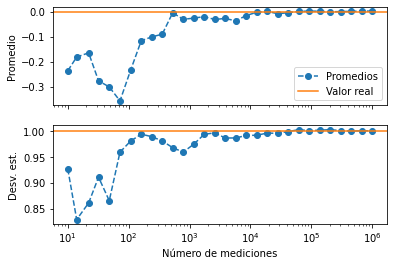 0.0
−0.1
−0.2
−0.3
Promedio
Promedios
Valor real
1.00
0.95
0.90
0.85
Desv. est.
10¹ 10² 10³ 10⁴ 10⁵ 10⁶
Número de mediciones